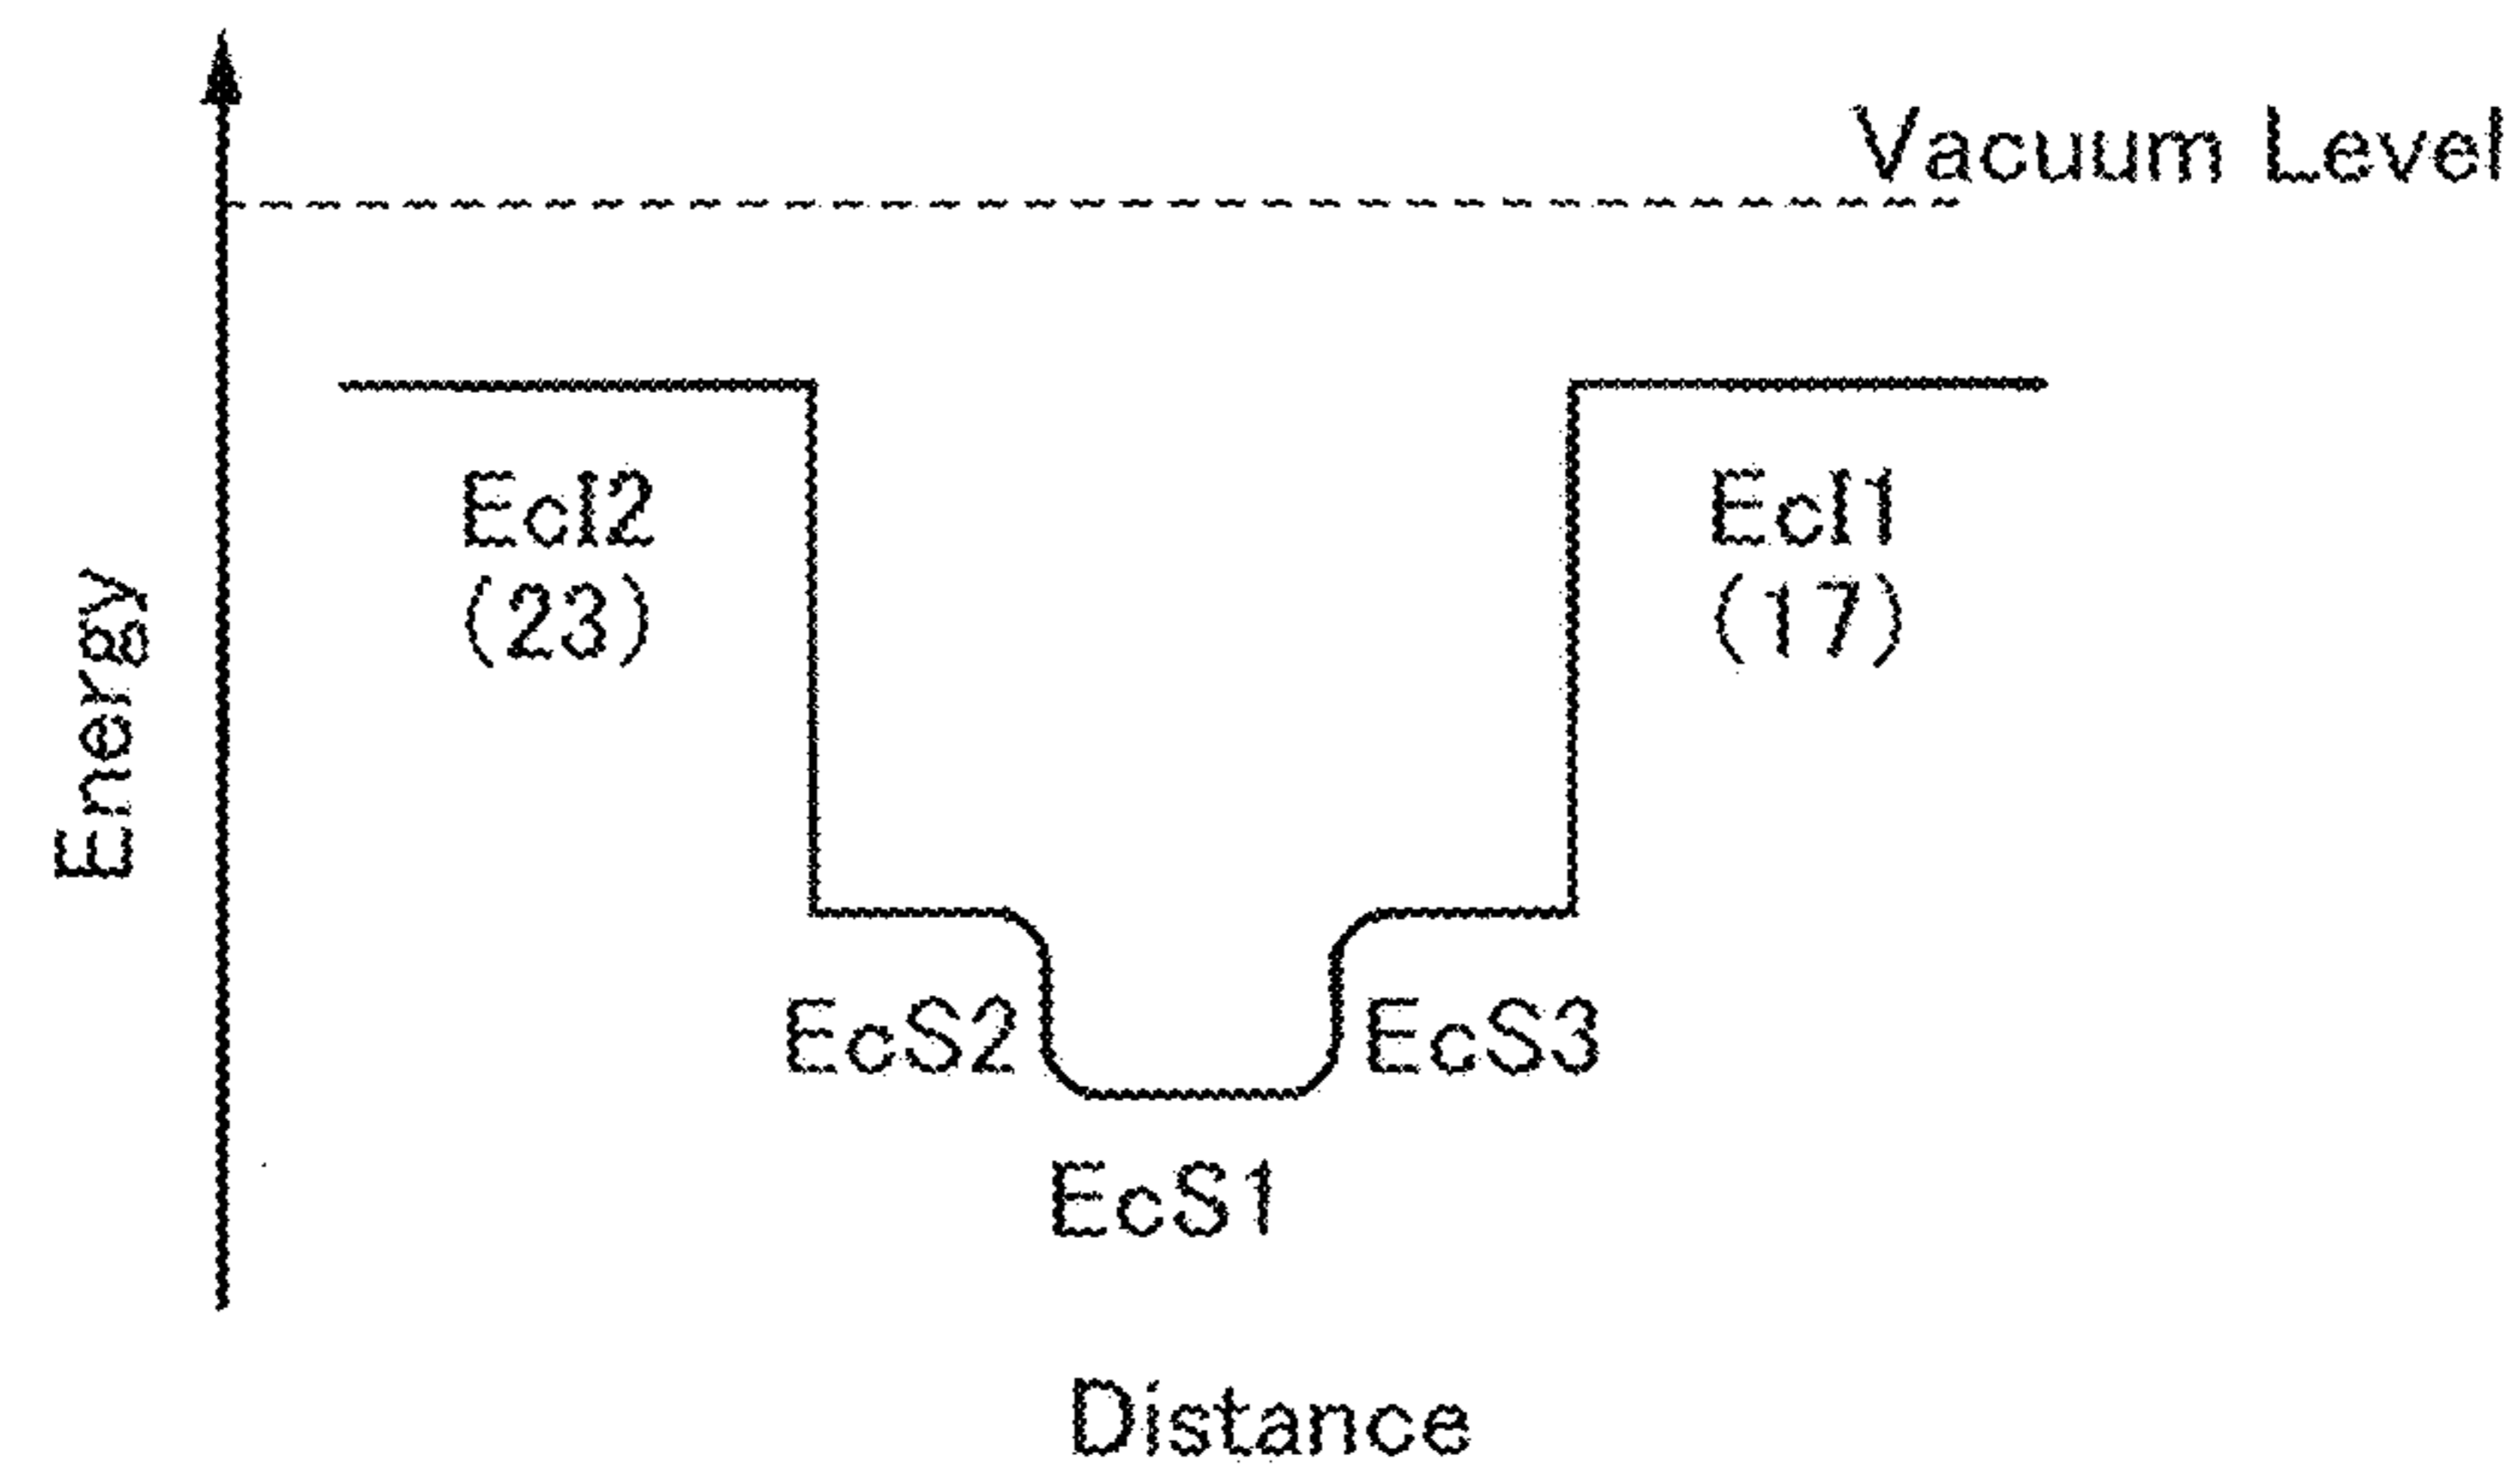 Vacuum Level
EcI2
(23)
EcI1
(17)
Energy
EcS2
EcS3
EcS1
Distance